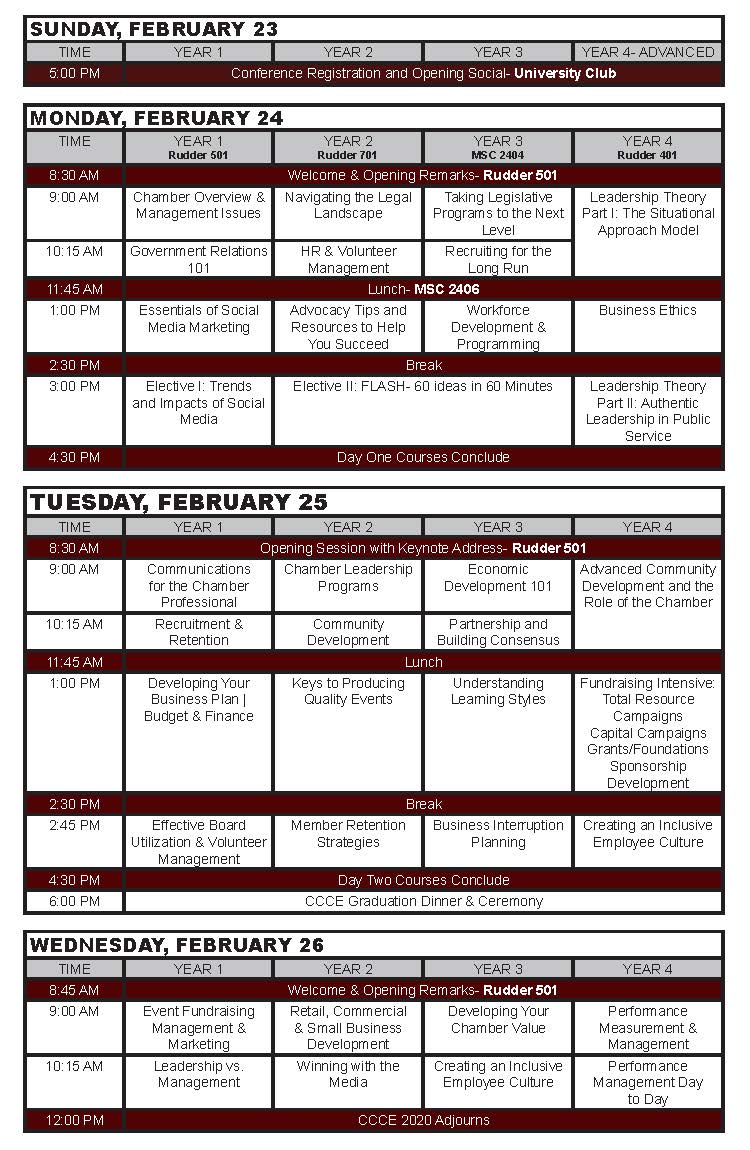 SUNDAY, FEBRUARY 23
TIME YEAR 1 YEAR 2 YEAR 3 YEAR 4- ADVANCED
5:00 PM Conference Registration and Opening Social- University Club
MONDAY, FEBRUARY 24
TIME YEAR 1 YEAR 2 YEAR 3 YEAR 4
Rudder 501 Rudder 701 MSC 2404 Rudder 401
8:30 AM Welcome & Opening Remarks- Rudder 501
9:00 AM Chamber Overview & Navigating the Legal Taking Legislative Leadership Theory
Management Issues Landscape Programs to the Next Part I: The Situational
Level Approach Model
10:15 AM Government Relations HR & Volunteer Recruiting for the
101 Management Long Run
11:45 AM Lunch- MSC 2406
1:00 PM Essentials of Social Advocacy Tips and Workforce Business Ethics
Media Marketing Resources to Help Development &
You Succeed Programming
2:30 PM Break
3:00 PM Elective I: Trends Elective II: FLASH- 60 ideas in 60 Minutes Leadership Theory
and Impacts of Social Part II: Authentic
Media Leadership in Public
Service
4:30 PM Day One Courses Conclude
TUESDAY, FEBRUARY 25
TIME YEAR 1 YEAR 2 YEAR 3 YEAR 4
8:30 AM Opening Session with Keynote Address- Rudder 501
9:00 AM Communications Chamber Leadership Economic Advanced Community
for the Chamber Programs Development 101 Development and the
Professional Role of the Chamber
10:15 AM Recruitment & Community Partnership and
Retention Development Building Consensus
11:45 AM Lunch
1:00 PM Developing Your Keys to Producing Understanding Fundraising Intensive:
Business Plan | Quality Events Learning Styles Total Resource
Budget & Finance Campaigns
Capital Campaigns
Grants/Foundations
Sponsorship
Development
2:30 PM Break
2:45 PM Effective Board Member Retention Business Interruption Creating an Inclusive
Utilization & Volunteer Strategies Planning Employee Culture
Management
4:30 PM Day Two Courses Conclude
6:00 PM CCCE Graduation Dinner & Ceremony
WEDNESDAY, FEBRUARY 26
TIME YEAR 1 YEAR 2 YEAR 3 YEAR 4
8:45 AM Welcome & Opening Remarks- Rudder 501
9:00 AM Event Fundraising Retail, Commercial Developing Your Performance
Management & & Small Business Chamber Value Measurement &
Marketing Development Management
10:15 AM Leadership vs. Winning with the Creating an Inclusive Performance
Management Media Employee Culture Management Day
to Day
12:00 PM CCCE 2020 Adjourns